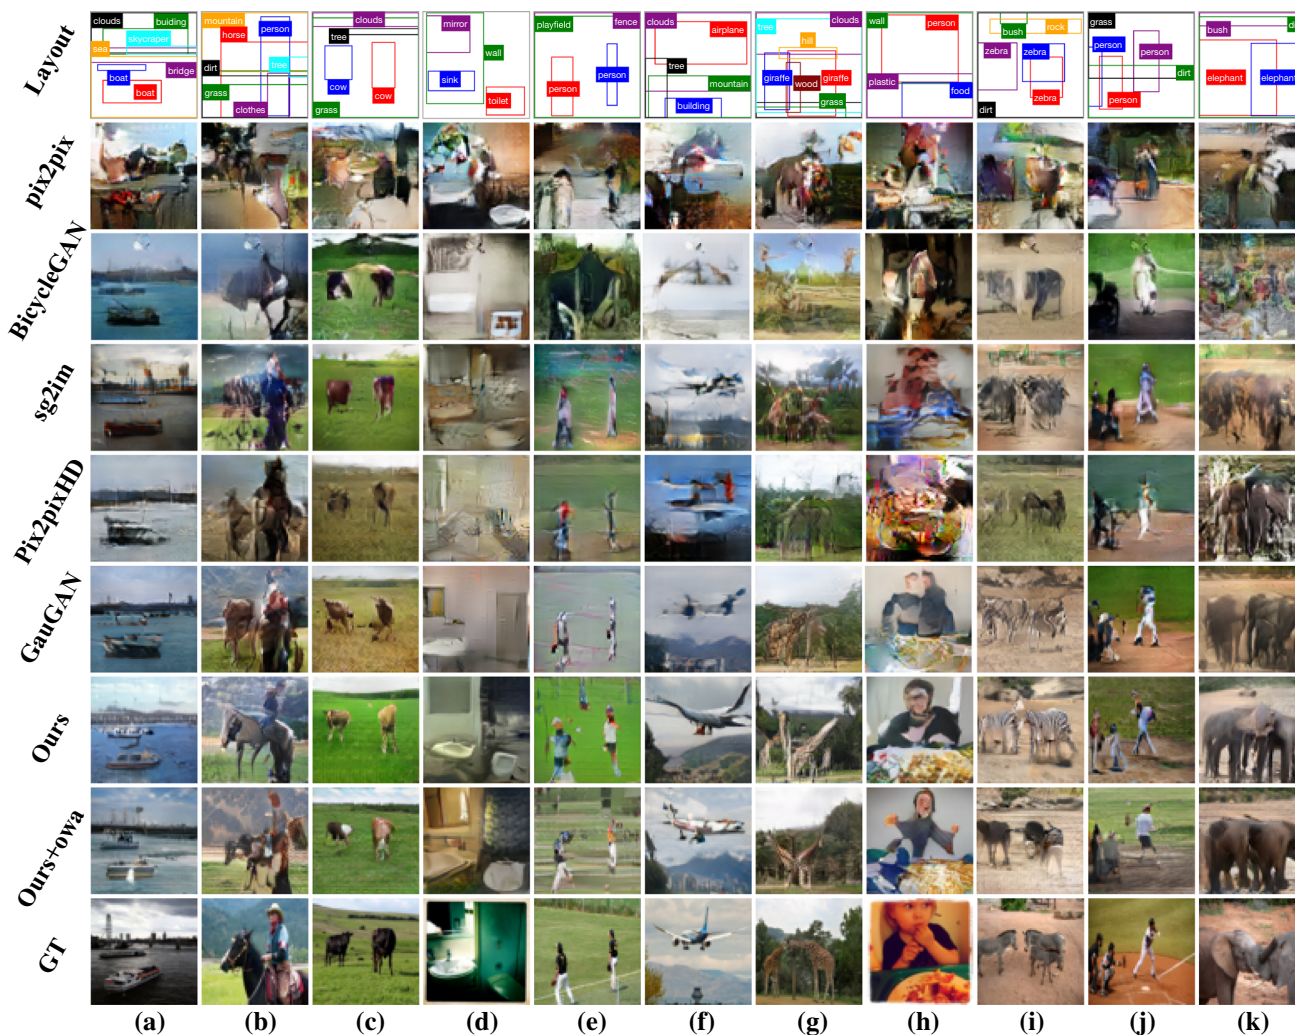 Layout
clouds buiding
skycraper
sea
bridge
boat
boat
mountain
horse person
dirt tree
grass
clothes
clouds
tree
cow
cow
grass
mirror
wall
sink
toilet
playfield fence
person
person
clouds
airplane
tree
mountain
building
clouds
tree
hill
giraffe giraffe
wood
grass
wall person
plastic
food
bush rock
zebra zebra
zebra
dirt
grass
person person
dirt
person
bush
elephant elephant
pix2pix
BicycleGAN
sg2im
Pix2pixHD
GauGAN
Ours
Ours+owa
GT
(a) (b) (c) (d) (e) (f) (g) (h) (i) (j) (k)